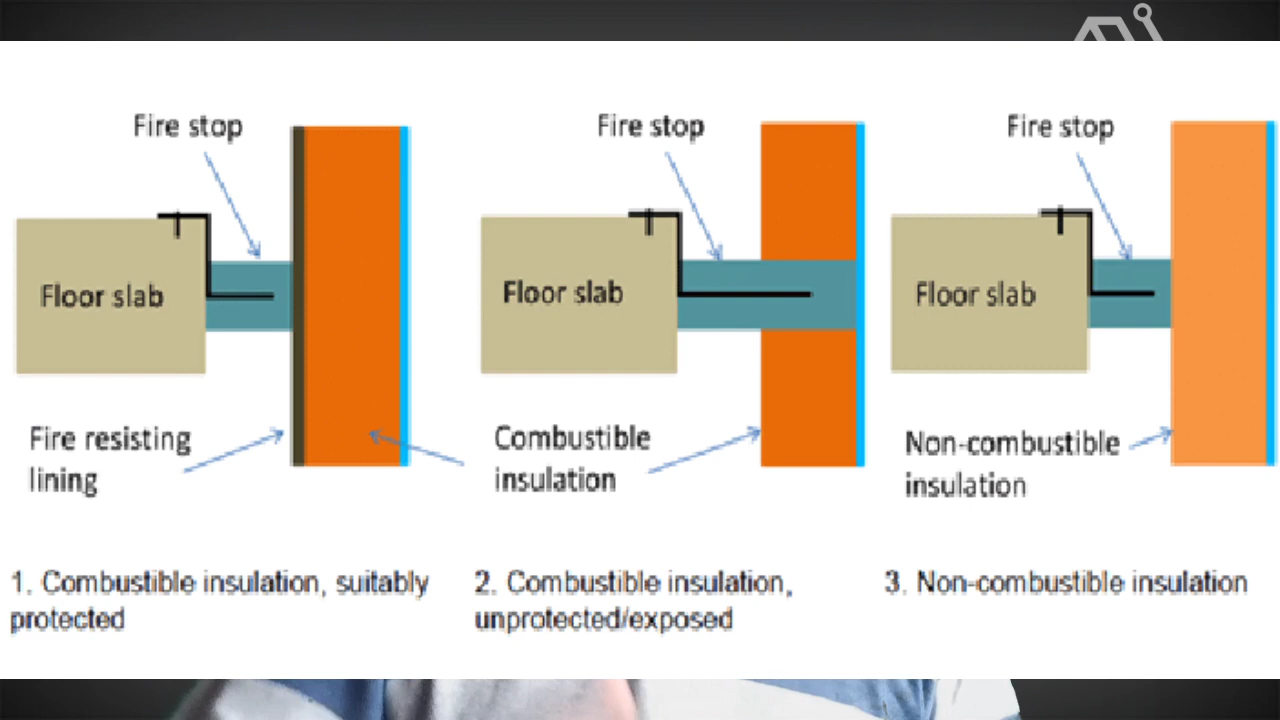 Fire stop
Floor slab
Fire resisting
lining
1. Combustible insulation, suitably
protected
Fire stop
Floor slab
Combustible
insulation
2. Combustible insulation,
unprotected/exposed
Fire stop
Floor slab
Non-combustible
insulation
3. Non-combustible insulation